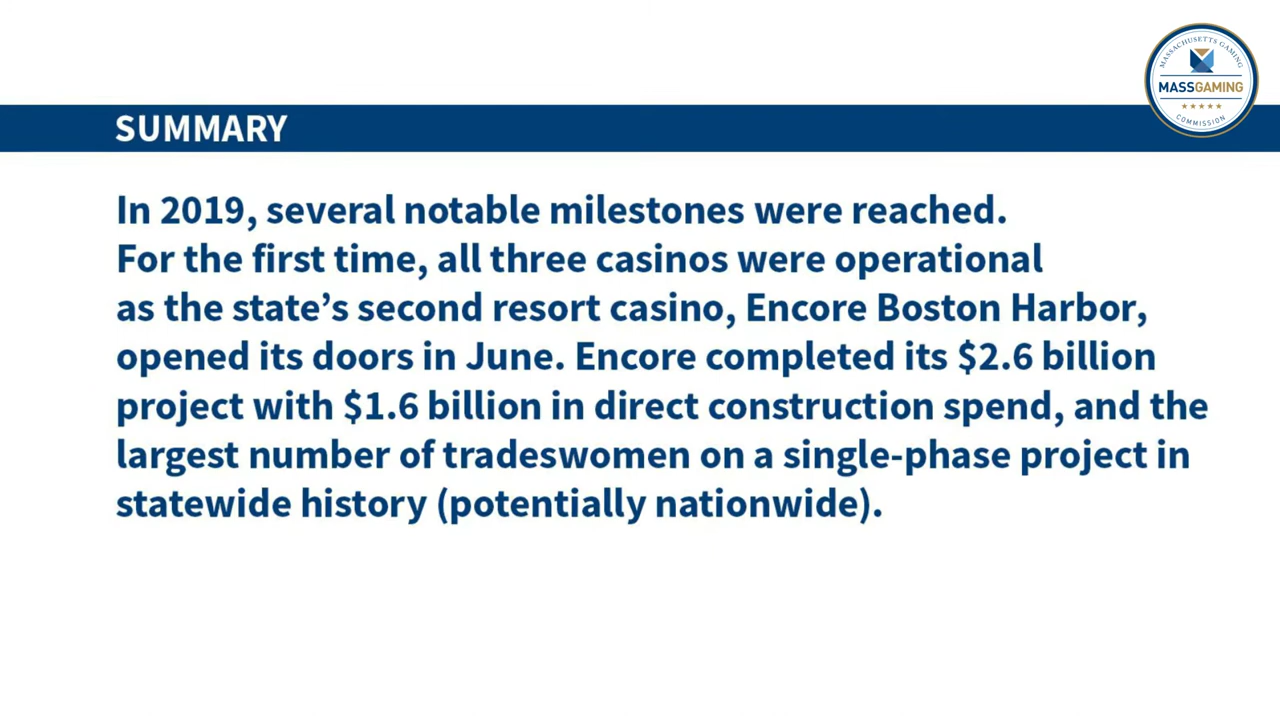 MASSACHUSETTS GAMING
MASSGAMING
COMMISSION
SUMMARY
In 2019, several notable milestones were reached.
For the first time, all three casinos were operational
as the state’s second resort casino, Encore Boston Harbor,
opened its doors in June. Encore completed its $2.6 billion
project with $1.6 billion in direct construction spend, and the
largest number of tradeswomen on a single-phase project in
statewide history (potentially nationwide).